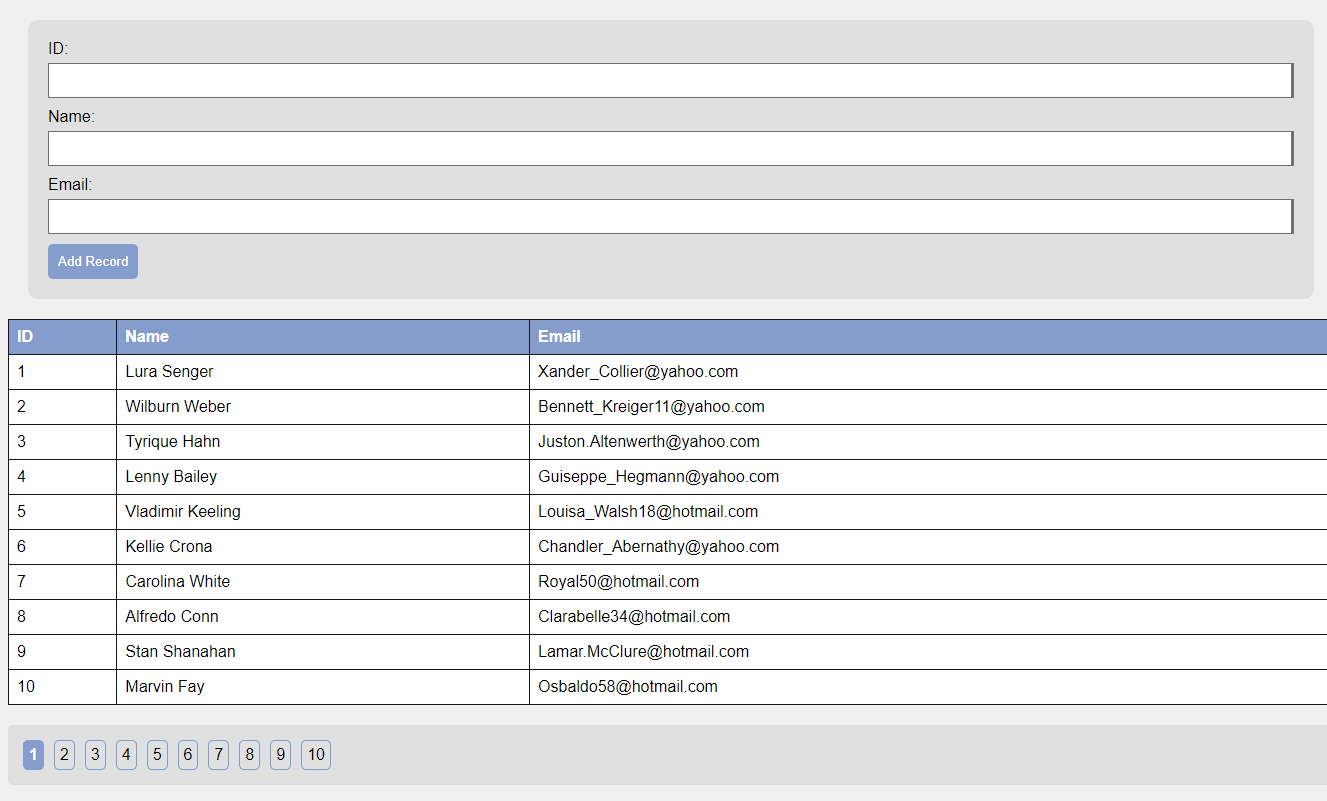 ID:
Name:
Email:
Add Record
ID Name Email
1 Lura Senger Xander_Collier@yahoo.com
2 Wilburn Weber Bennett_Kreiger11@yahoo.com
3 Tyrique Hahn Juston.Altenwerth@yahoo.com
4 Lenny Bailey Guiseppe_Hegmann@yahoo.com
5 Vladimir Keeling Louisa_Walsh18@hotmail.com
6 Kellie Crona Chandler_Abernathy@yahoo.com
7 Carolina White Royal50@hotmail.com
8 Alfredo Conn Clarabelle34@hotmail.com
9 Stan Shanahan Lamar.McClure@hotmail.com
10 Marvin Fay Osbaldo58@hotmail.com
1 2 3 4 5 6 7 8 9 10